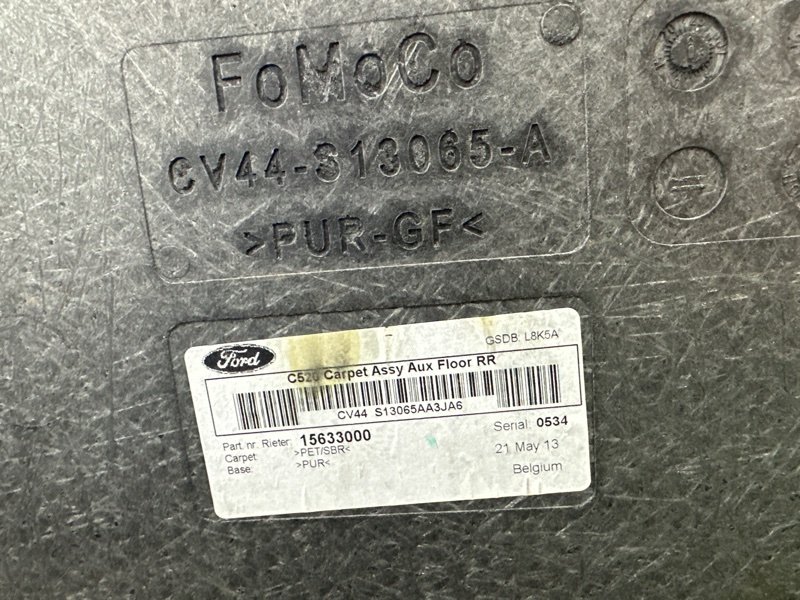 FoMoCo
CV44-S13065-A
>PUR-GF<
Ford
GSDB: L8K5A
C520 Carpet Assy Aux Floor RR
CV44 S13065AA3JA6
Part. nr. Rieter: 15633000
Serial: 0534
Carpet: >PET/SBR<
21 May 13
Base: >PUR<
Belgium